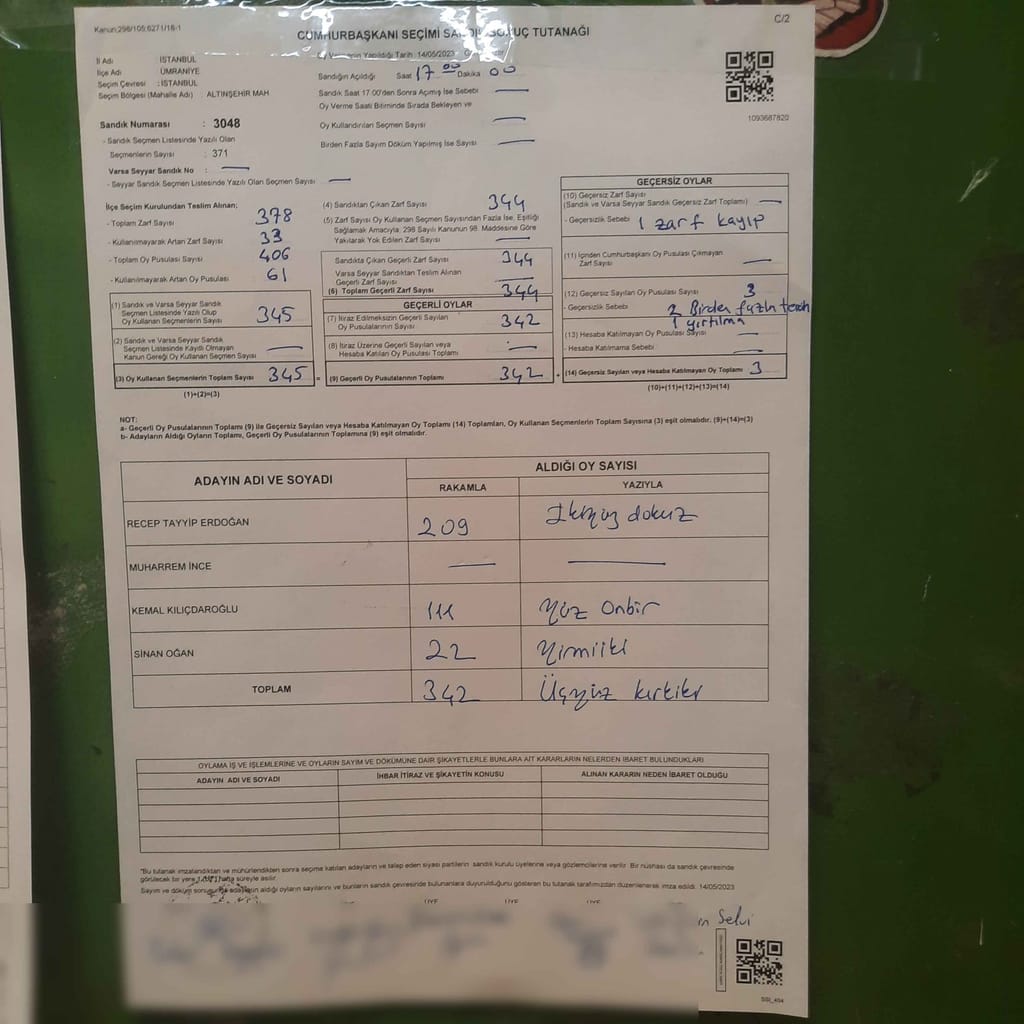 Kanun:298/105;6271/18-1
C/2
CUMHURBAŞKANI SEÇİMİ SANDIK SONUÇ TUTANAĞI
Tarih : 14/05/2023
İl Adı : İSTANBUL
İlçe Adı : ÜMRANİYE
Seçim Çevresi : İSTANBUL
Seçim Bölgesi (Mahalle Adı) : ALTINŞEHİR MAH
Sandığın Açıldığı Saat 17 00 Dakika 00
Sandık Saat 17.00'den Sonra Açılmış İse Sebebi —
Oy Verme Saati Bitiminde Sırada Bekleyen ve
Oy Kullandırılan Seçmen Sayısı —
Birden Fazla Sayım Döküm Yapılmış İse Sayısı —
1093687820
Sandık Numarası : 3048
- Sandık Seçmen Listesinde Yazılı Olan
Seçmenlerin Sayısı : 371
Varsa Seyyar Sandık No : —
- Seyyar Sandık Seçmen Listesinde Yazılı Olan Seçmen Sayısı —
İlçe Seçim Kurulundan Teslim Alınan;
- Toplam Zarf Sayısı 378
- Kullanılmayarak Artan Zarf Sayısı 33
- Toplam Oy Pusulası Sayısı 406
- Kullanılmayarak Artan Oy Pusulası 61
(1) Sandık ve Varsa Seyyar Sandık
Seçmen Listesinde Yazılı Olup
Oy Kullanan Seçmenlerin Sayısı 345
(2) Sandık ve Varsa Seyyar Sandık
Seçmen Listesinde Kaydı Olmayan
Kanun Gereği Oy Kullanan Seçmen Sayısı —
(3) Oy Kullanan Seçmenlerin Toplam Sayısı 345 =
(1)+(2)=(3)
(4) Sandıktan Çıkan Zarf Sayısı 344
(5) Zarf Sayısı Oy Kullanan Seçmen Sayısından Fazla İse, Eşitliği
Sağlamak Amacıyla, 298 Sayılı Kanunun 98. Maddesine Göre
Yakılarak Yok Edilen Zarf Sayısı —
Sandıkta Çıkan Geçerli Zarf Sayısı 344
Varsa Seyyar Sandıktan Teslim Alınan
Geçerli Zarf Sayısı —
(6) Toplam Geçerli Zarf Sayısı 344
GEÇERLİ OYLAR
(7) İtiraz Edilmeksizin Geçerli Sayılan
Oy Pusulalarının Sayısı 342
(8) İtiraz Üzerine Geçerli Sayılan veya
Hesaba Katılan Oy Pusulası Toplamı —
(9) Geçerli Oy Pusulalarının Toplamı 342 +
GEÇERSİZ OYLAR
(10) Geçersiz Zarf Sayısı
(Sandık ve Varsa Seyyar Sandık Geçersiz Zarf Toplamı) —
- Geçersizlik Sebebi 1 zarf kayıp
(11) İçinden Cumhurbaşkanı Oy Pusulası Çıkmayan
Zarf Sayısı —
(12) Geçersiz Sayılan Oy Pusulası Sayısı 3
- Geçersizlik Sebebi 2 Birden fazla tercih
1 yırtılma
(13) Hesaba Katılmayan Oy Pusulası Sayısı —
- Hesaba Katılmama Sebebi —
(14) Geçersiz Sayılan veya Hesaba Katılmayan Oy Toplamı 3
(10)+(11)+(12)+(13)=(14)
NOT:
a- Geçerli Oy Pusulalarının Toplamı (9) ile Geçersiz Sayılan veya Hesaba Katılmayan Oy Toplamı (14) Toplamları, Oy Kullanan Seçmenlerin Toplam Sayısına (3) eşit olmalıdır. (9)+(14)=(3)
b- Adayların Aldığı Oyların Toplamı, Geçerli Oy Pusulalarının Toplamına (9) eşit olmalıdır.
ADAYIN ADI VE SOYADI ALDIĞI OY SAYISI
RAKAMLA YAZIYLA
RECEP TAYYİP ERDOĞAN 209 İkiyüz dokuz
MUHARREM İNCE — —
KEMAL KILIÇDAROĞLU 111 Yüz Onbir
SİNAN OĞAN 22 Yirmiiki
TOPLAM 342 Üçyüz kırkiki
OYLAMA İŞ VE İŞLEMLERİNE VE OYLARIN SAYIM VE DÖKÜMÜNE DAİR ŞİKAYETLERLE BUNLARA AİT KARARLARIN NELERDEN İBARET BULUNDUKLARI
ADAYIN ADI VE SOYADI İHBAR İTİRAZ VE ŞİKAYETİN KONUSU ALINAN KARARIN NEDEN İBARET OLDUĞU
"Bu tutanak imzalandıktan ve mühürlendikten sonra seçime katılan adayların ve talep eden siyasi partilerin sandık kurulu üyelerine veya gözlemcilerine verilir. Bir nüshası da sandık çevresinde
görülecek bir yere hafta süreyle asılır.
Sayım ve döküm sonucunda adayların aldığı oyların sayılarını ve bunların sandık çevresinde bulunanlara duyurulduğunu gösteren bu tutanak tarafımızdan düzenlenerek imza edildi. 14/05/2023
ÜYE ÜYE ÜYE
Selvi